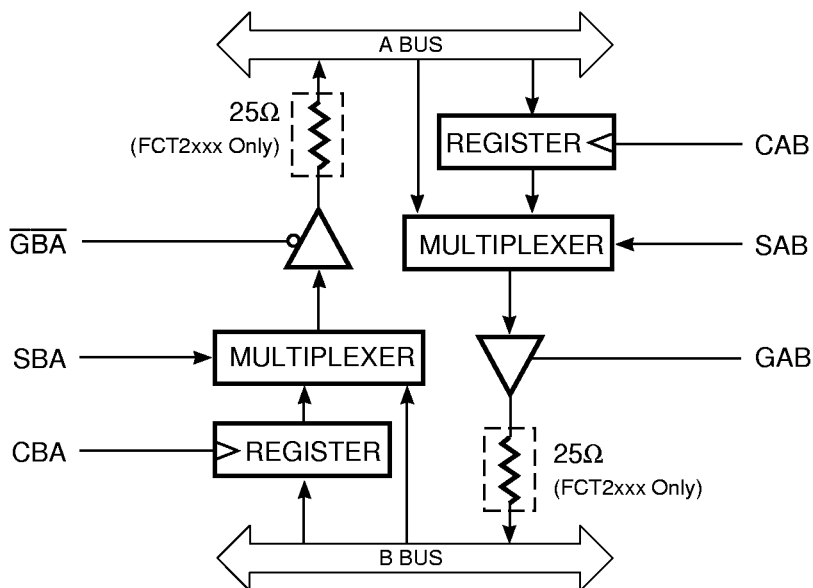 A BUS
25Ω
(FCT2xxx Only)
REGISTER
CAB
GBA
MULTIPLEXER
SAB
SBA
MULTIPLEXER
GAB
CBA
REGISTER
25Ω
(FCT2xxx Only)
B BUS